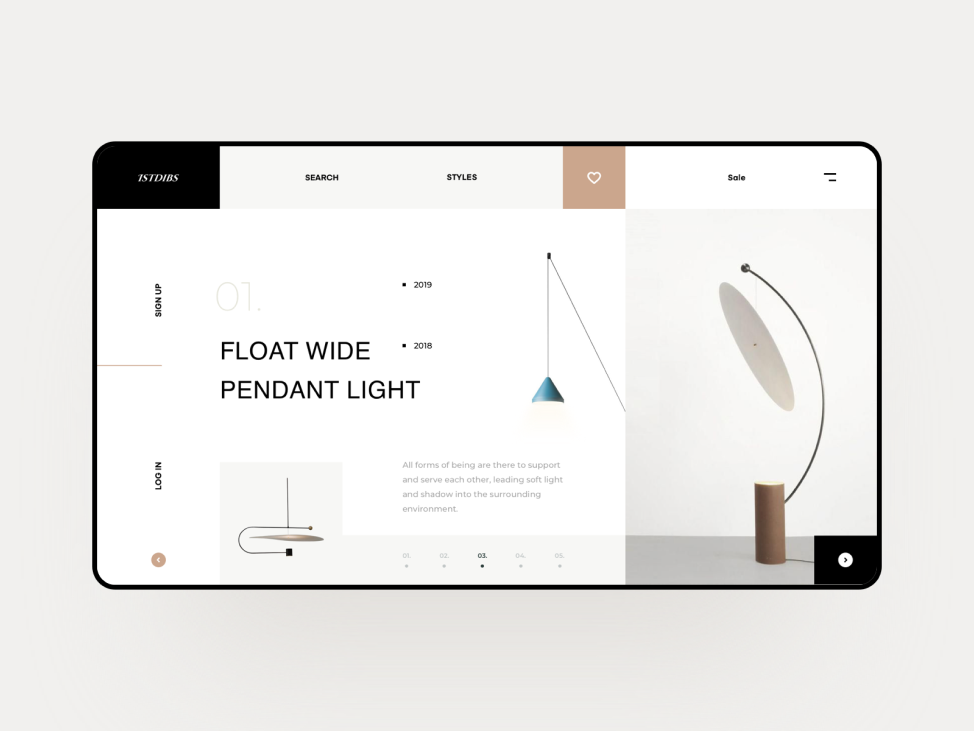 1STDIBS
SEARCH
STYLES
Sale
SIGN UP
01.
2019
FLOAT WIDE
2018
PENDANT LIGHT
LOG IN
All forms of being are there to support
and serve each other, leading soft light
and shadow into the surrounding
environment.
01. 02. 03. 04. 05.